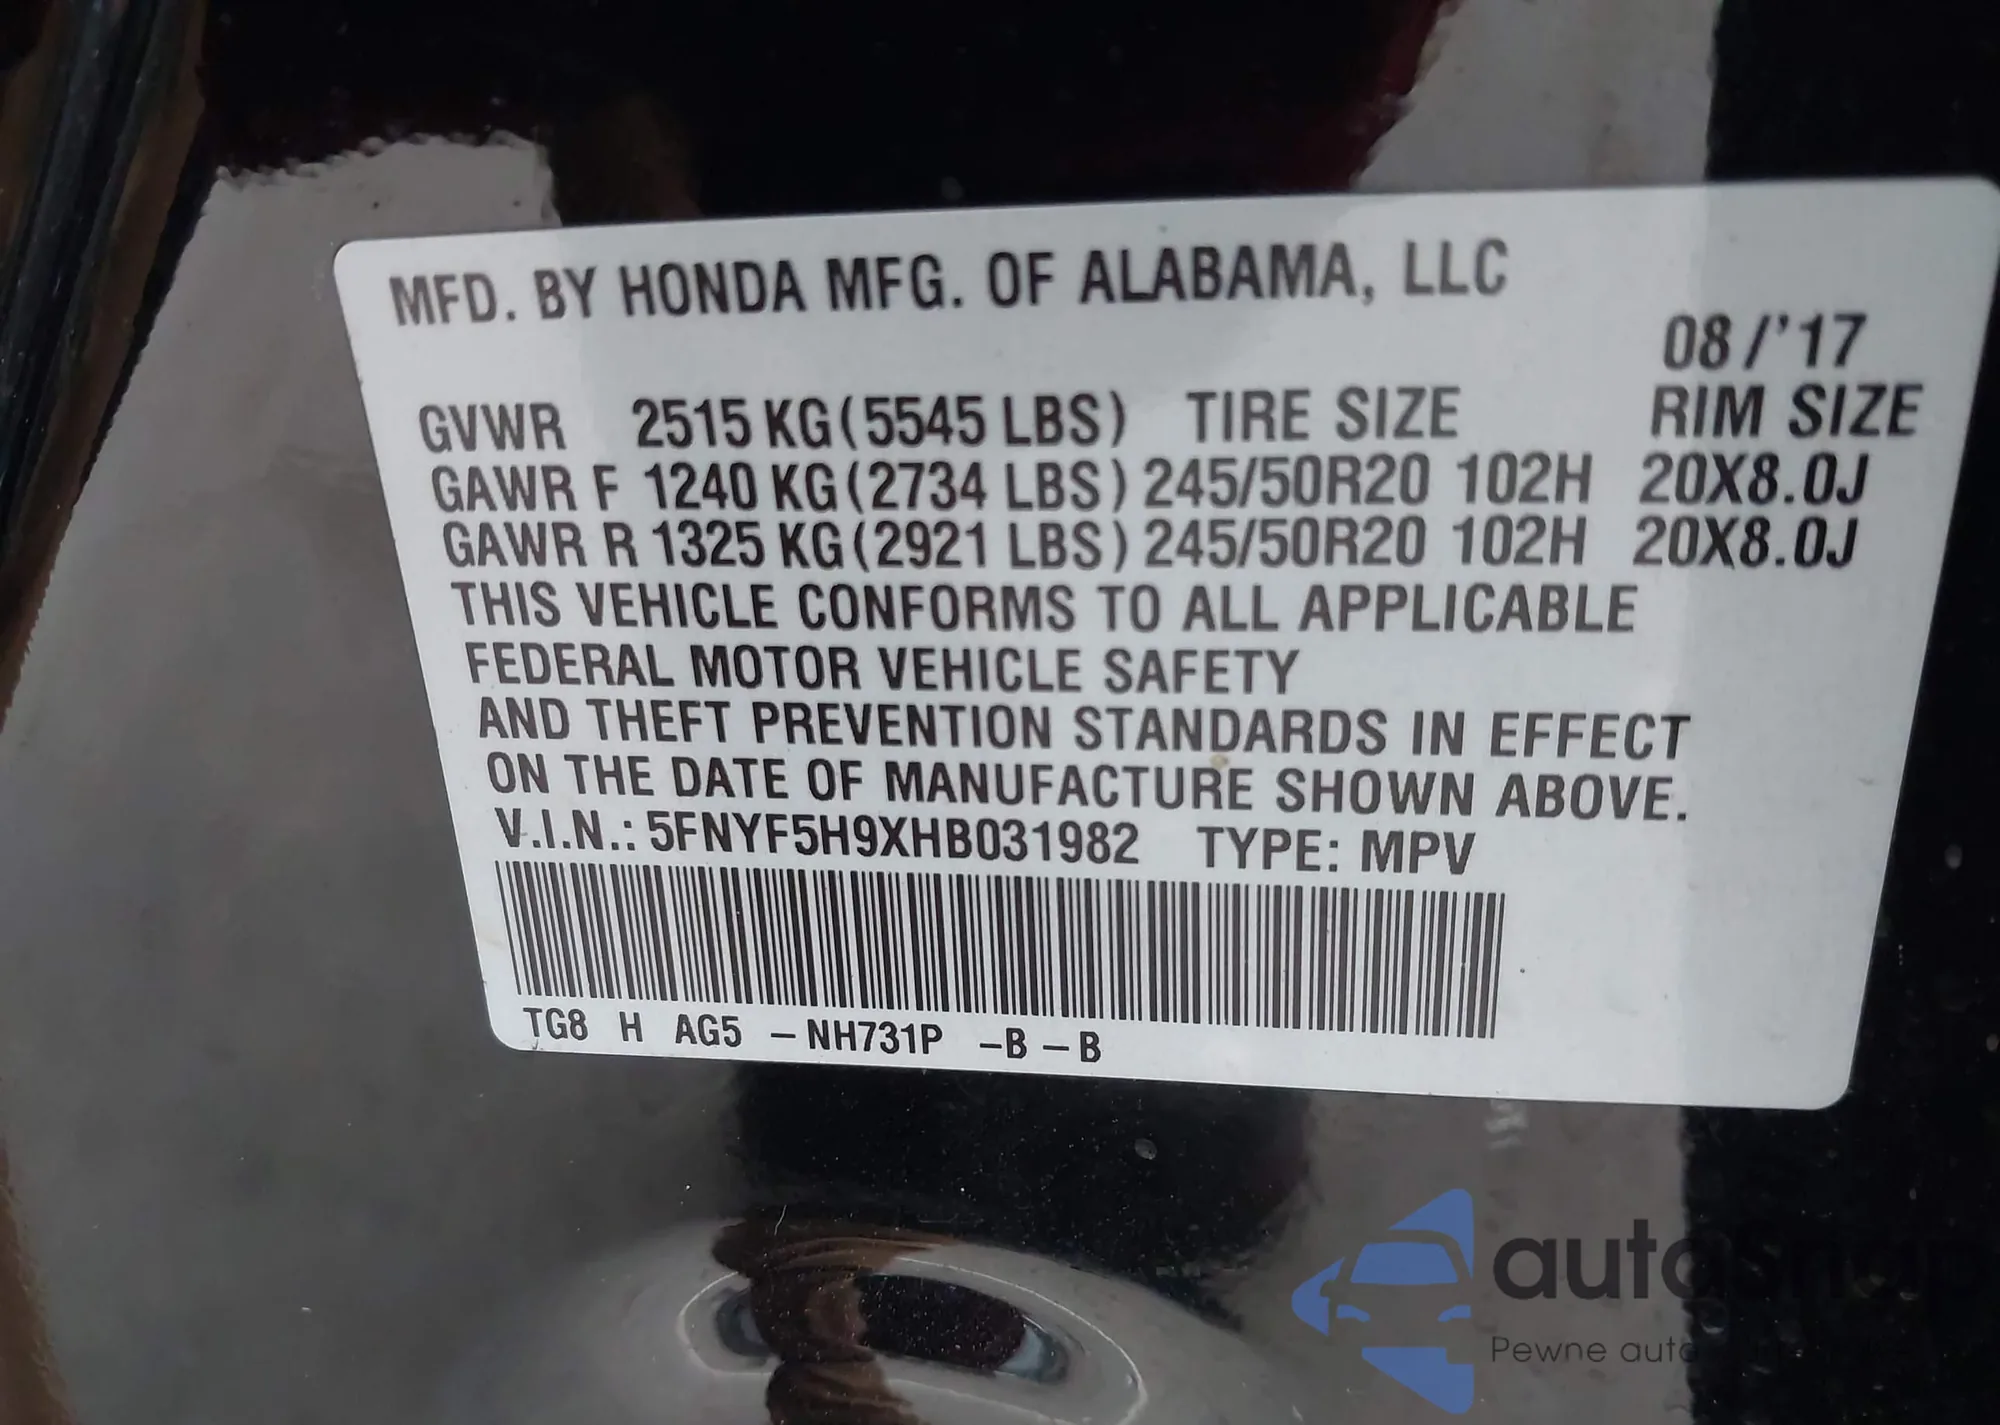 MFD. BY HONDA MFG. OF ALABAMA, LLC
08/'17
GVWR 2515 KG(5545 LBS) TIRE SIZE RIM SIZE
GAWR F 1240 KG(2734 LBS) 245/50R20 102H 20X8.0J
GAWR R 1325 KG(2921 LBS) 245/50R20 102H 20X8.0J
THIS VEHICLE CONFORMS TO ALL APPLICABLE
FEDERAL MOTOR VEHICLE SAFETY
AND THEFT PREVENTION STANDARDS IN EFFECT
ON THE DATE OF MANUFACTURE SHOWN ABOVE.
V.I.N.: 5FNYF5H9XHB031982 TYPE: MPV
TG8 H AG5 -NH731P -B-B
autosnap
Pewne auto